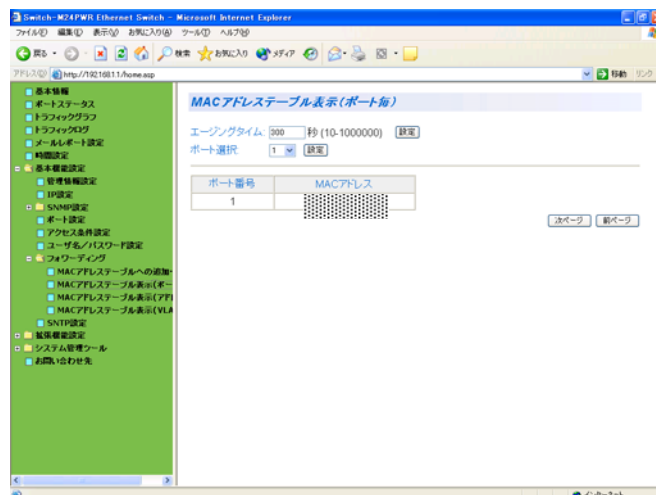 Switch-M24PWR Ethernet Switch - Microsoft Internet Explorer
ファイル(F) 編集(E) 表示(V) お気に入り(A) ツール(T) ヘルプ(H)
戻る 検索 お気に入り メディア
アドレス(D) http://192.168.1.1/home.asp 移動 リンク
基本情報
ポートステータス
トラフィックグラフ
トラフィックログ
メールレポート設定
時間設定
基本機能設定
管理情報設定
IP設定
SNMP設定
ポート設定
アクセス条件設定
ユーザ名/パスワード設定
フォワーディング
MACアドレステーブルへの追加・
MACアドレステーブル表示(ポー
MACアドレステーブル表示(アド
MACアドレステーブル表示(VLA
SNTP設定
拡張機能設定
システム管理ツール
お問い合わせ先
MACアドレステーブル表示(ポート毎)
エージングタイム: 300 秒 (10-1000000) 設定
ポート選択: 1 設定
ポート番号 MACアドレス
1
次ページ 前ページ
インターネット